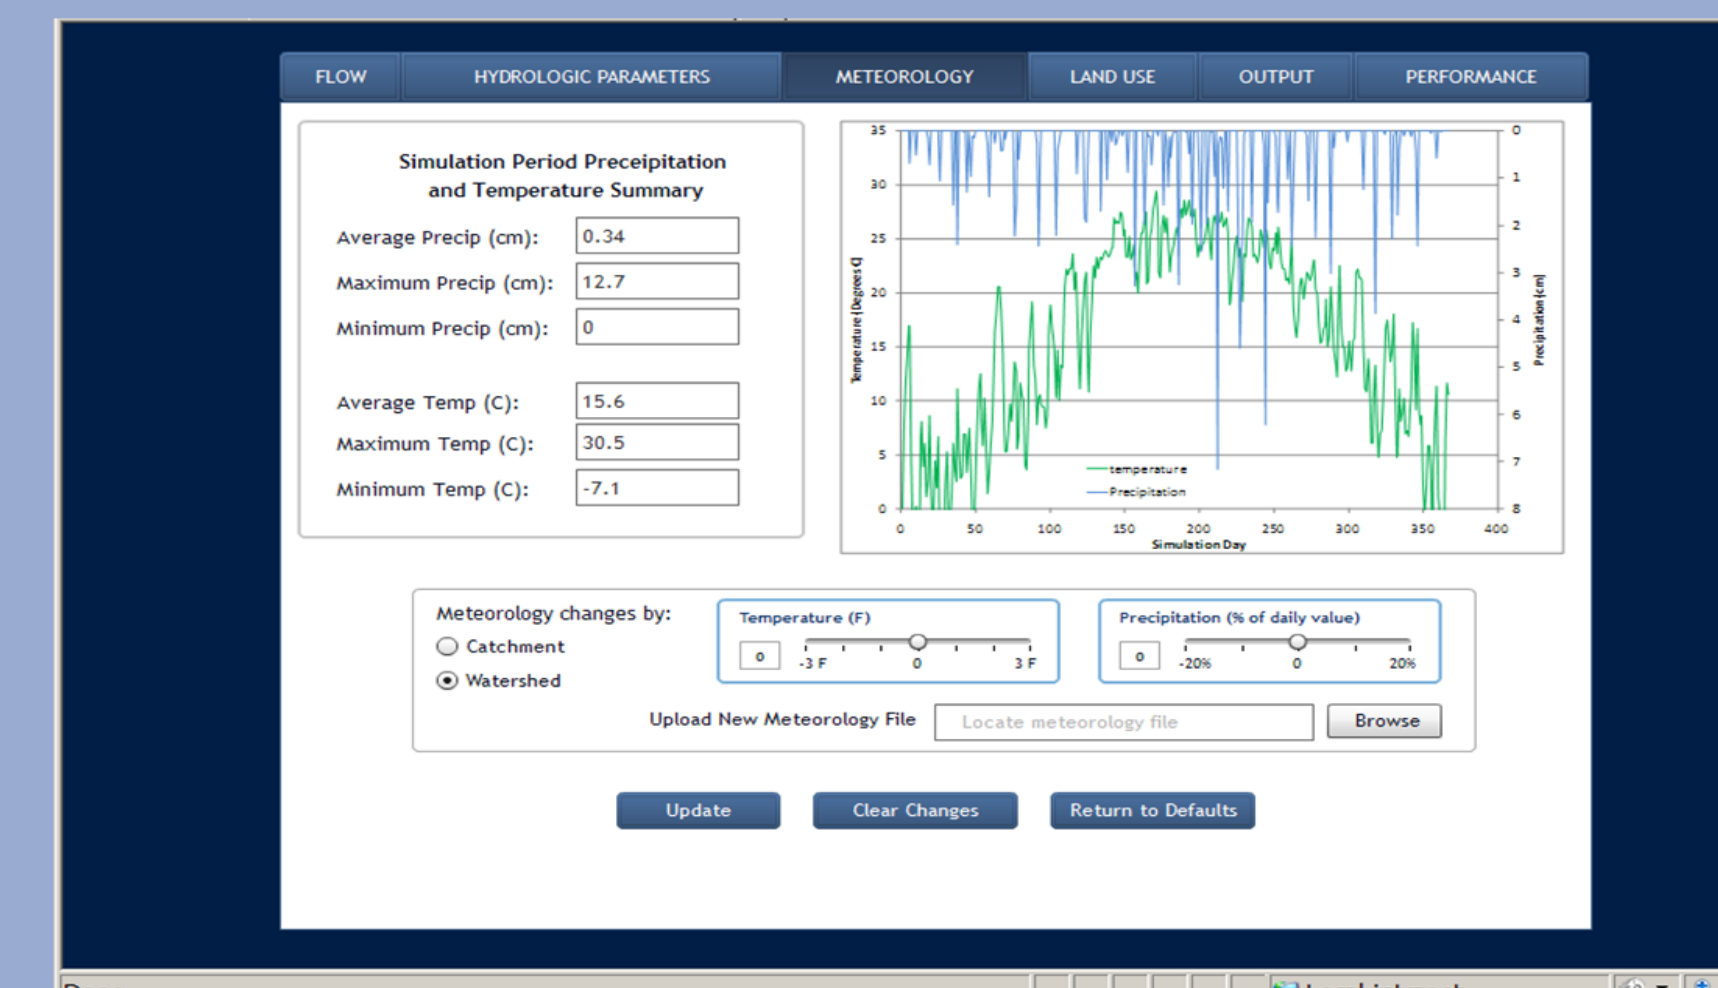 FLOW HYDROLOGIC PARAMETERS METEOROLOGY LAND USE OUTPUT PERFORMANCE
Simulation Period Preceipitation
and Temperature Summary
Average Precip (cm): 0.34
Maximum Precip (cm): 12.7
Minimum Precip (cm): 0
Average Temp (C): 15.6
Maximum Temp (C): 30.5
Minimum Temp (C): -7.1
35
30
25
20
15
10
5
0
Temperature (Degrees C)
temperature
Precipitation
0
1
2
3
4
5
6
7
8
Precipitation (cm)
0 50 100 150 200 250 300 350 400
Simulation Day
Meteorology changes by:
Catchment
Watershed
Temperature (F)
0
-3 F 0 3 F
Precipitation (% of daily value)
0
-20% 0 20%
Upload New Meteorology File Locate meteorology file Browse
Update Clear Changes Return to Defaults